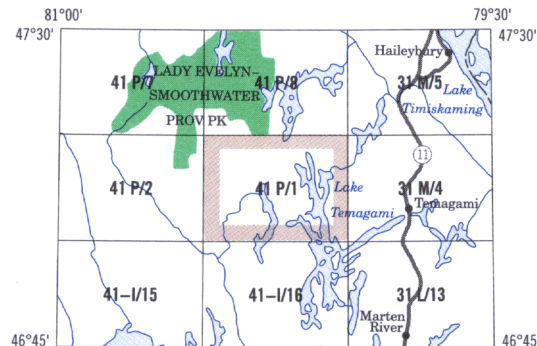 81°00'
79°30'
47°30'
47°30'
Haileybury
LADY EVELYN–
41 P/7
41 P/8
31 M/5
Lake
SMOOTHWATER
Timiskaming
PROV PK
11
41 P/2
41 P/1
Lake
31 M/4
Temagami
Temagami
41–I/15
41–I/16
31 L/13
Marten
River
46°45'
46°45'